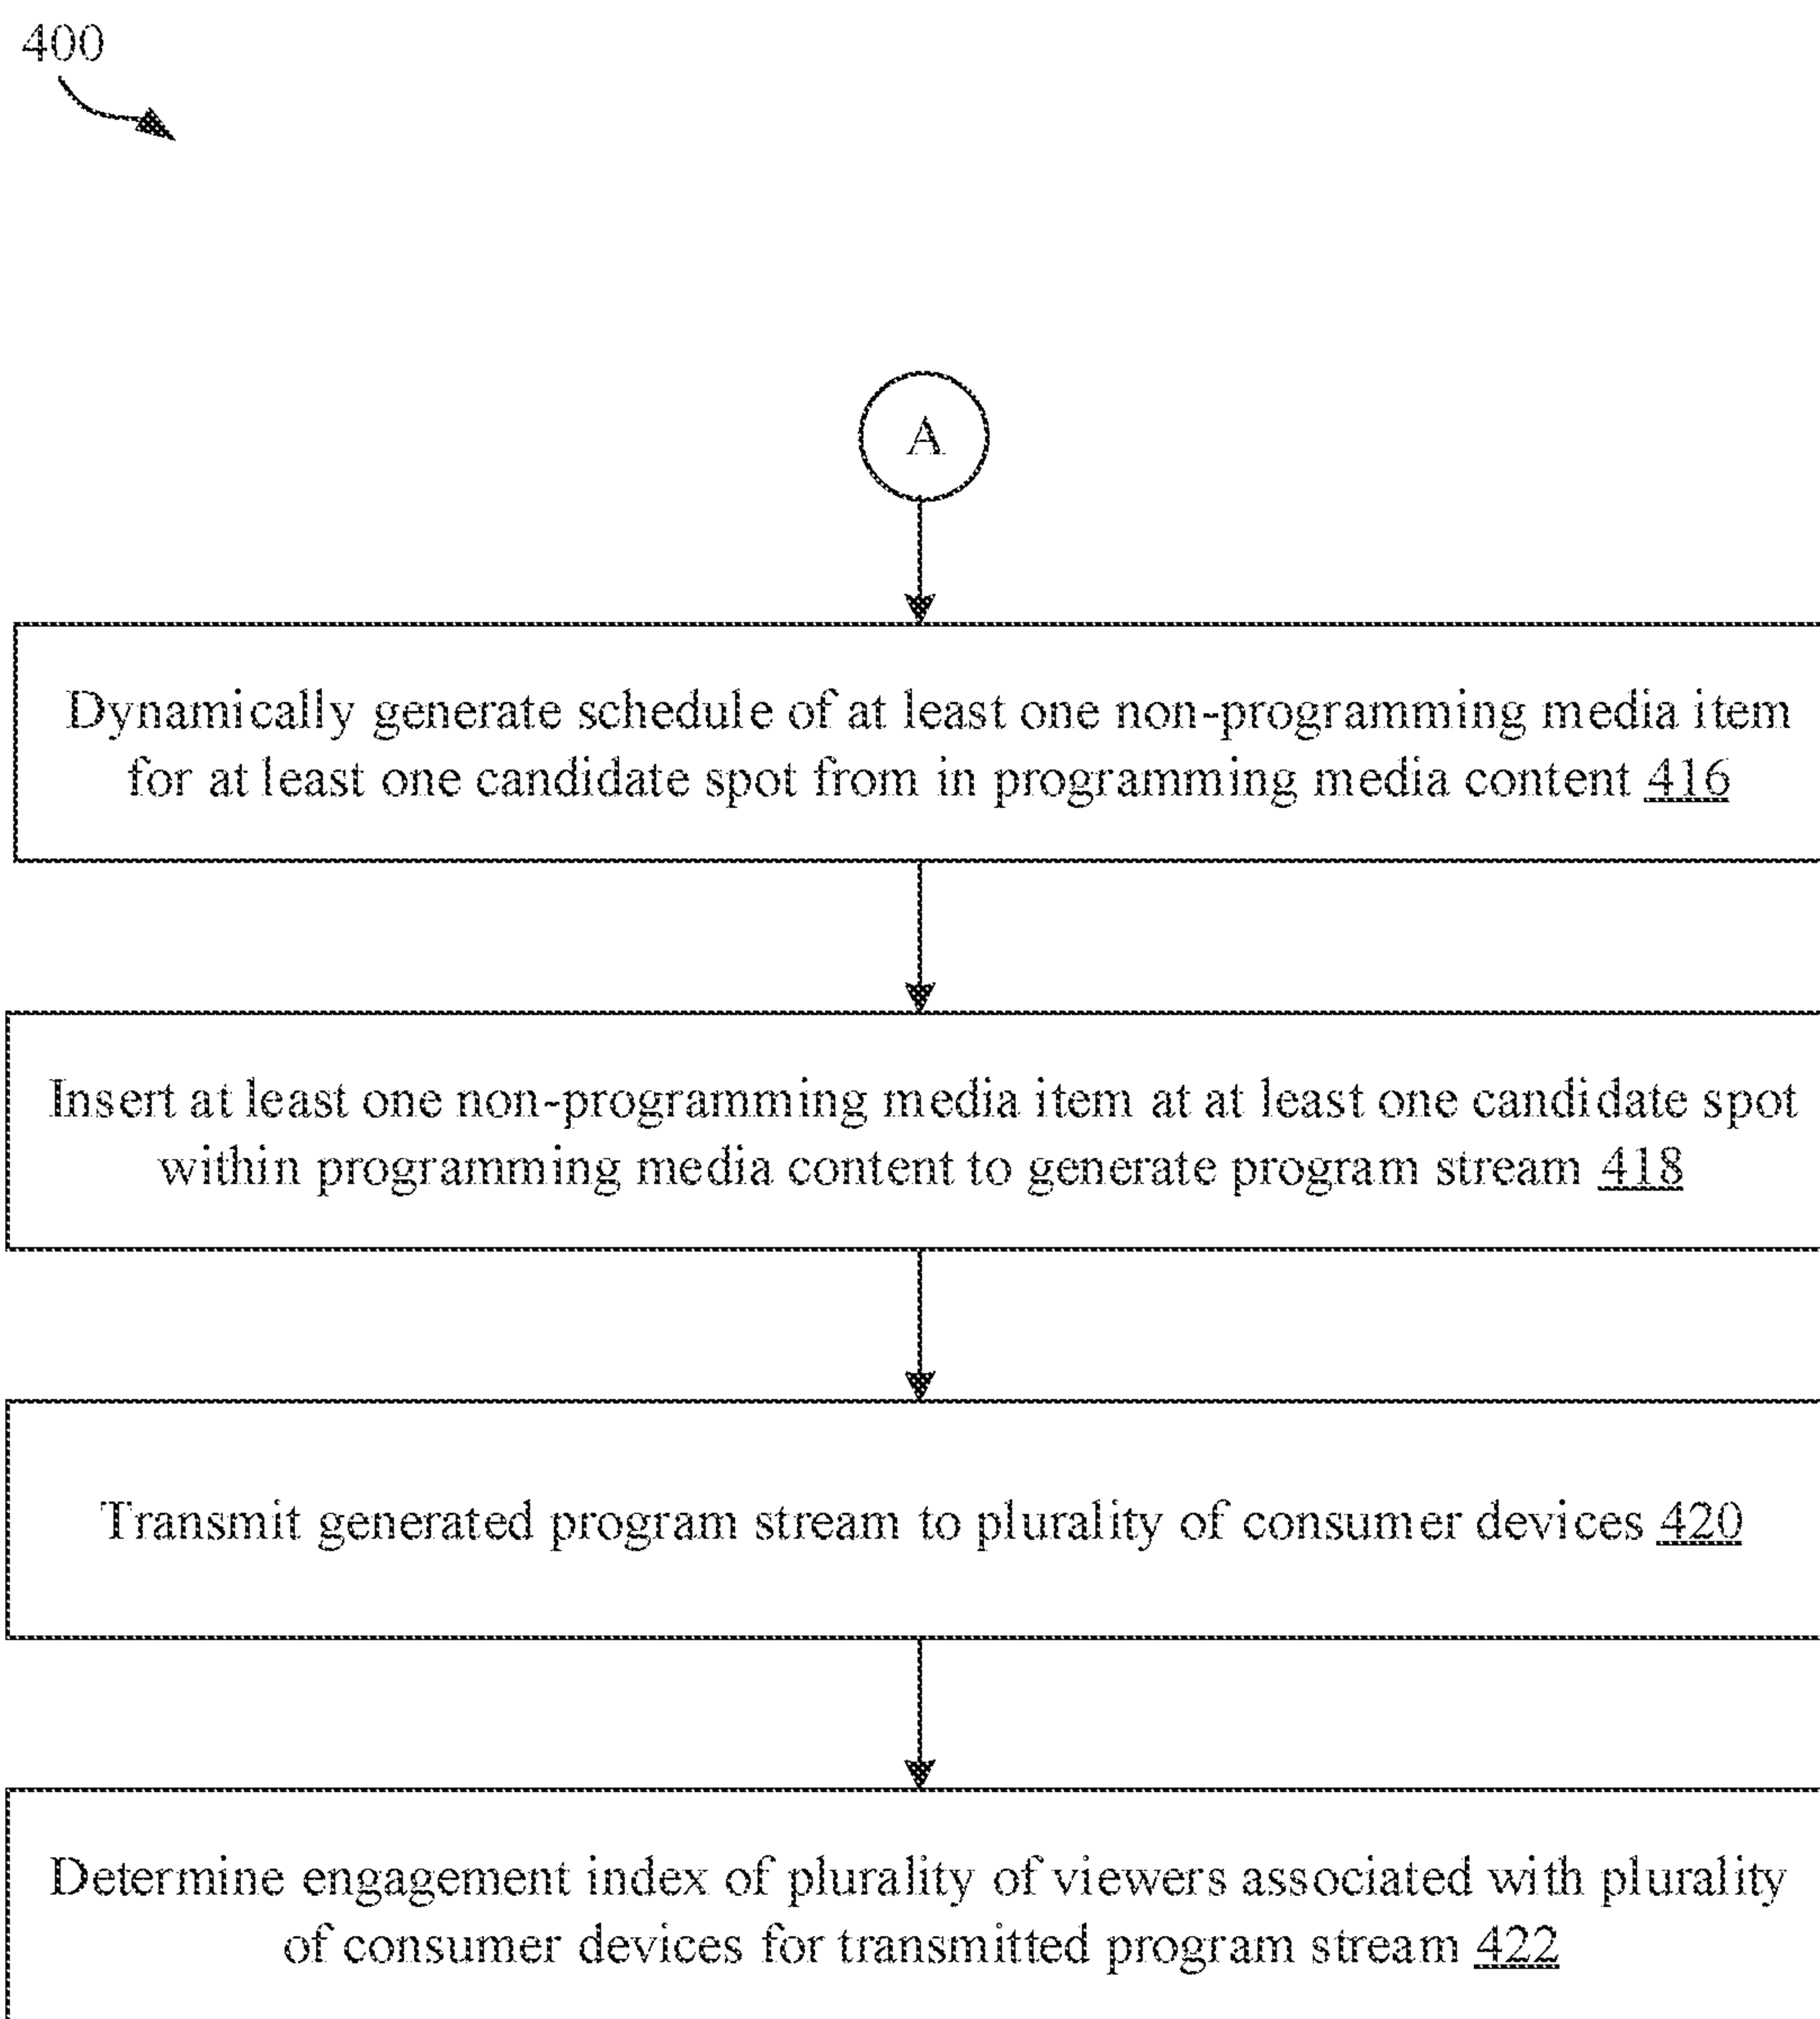 400
A
Dynamically generate schedule of at least one non-programming media item
for at least one candidate spot from in programming media content 416
Insert at least one non-programming media item at at least one candidate spot
within programming media content to generate program stream 418
Transmit generated program stream to plurality of consumer devices 420
Determine engagement index of plurality of viewers associated with plurality
of consumer devices for transmitted program stream 422